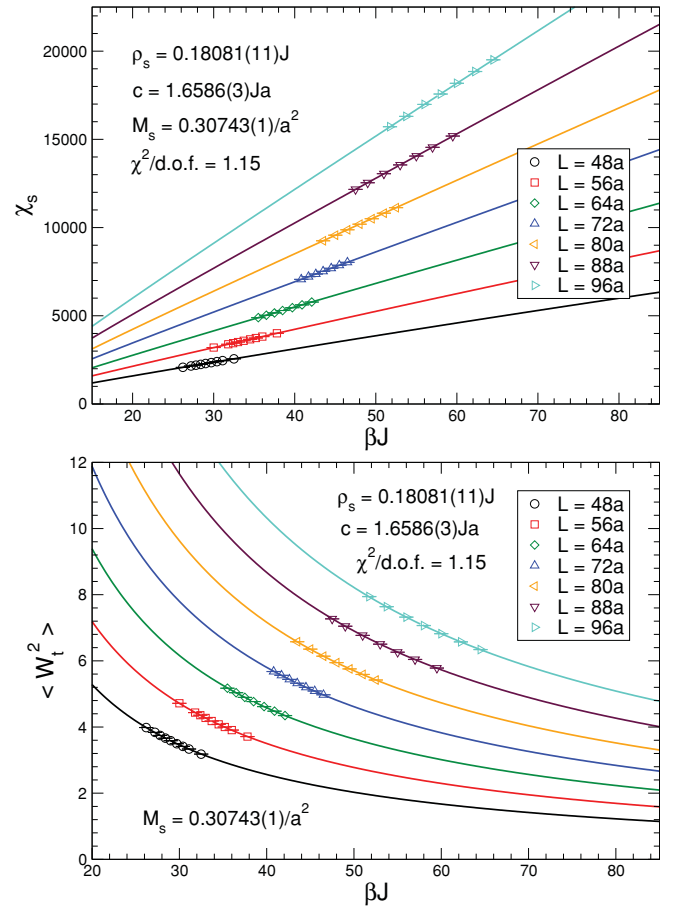 20000
15000
10000
5000
0
χs
ρs = 0.18081(11)J
c = 1.6586(3)Ja
Ms = 0.30743(1)/a²
χ²/d.o.f. = 1.15
L = 48a
L = 56a
L = 64a
L = 72a
L = 80a
L = 88a
L = 96a
20 30 40 50 60 70 80
βJ
12
10
8
6
4
2
0
< Wt² >
ρs = 0.18081(11)J
c = 1.6586(3)Ja
χ²/d.o.f. = 1.15
L = 48a
L = 56a
L = 64a
L = 72a
L = 80a
L = 88a
L = 96a
Ms = 0.30743(1)/a²
20 30 40 50 60 70 80
βJ